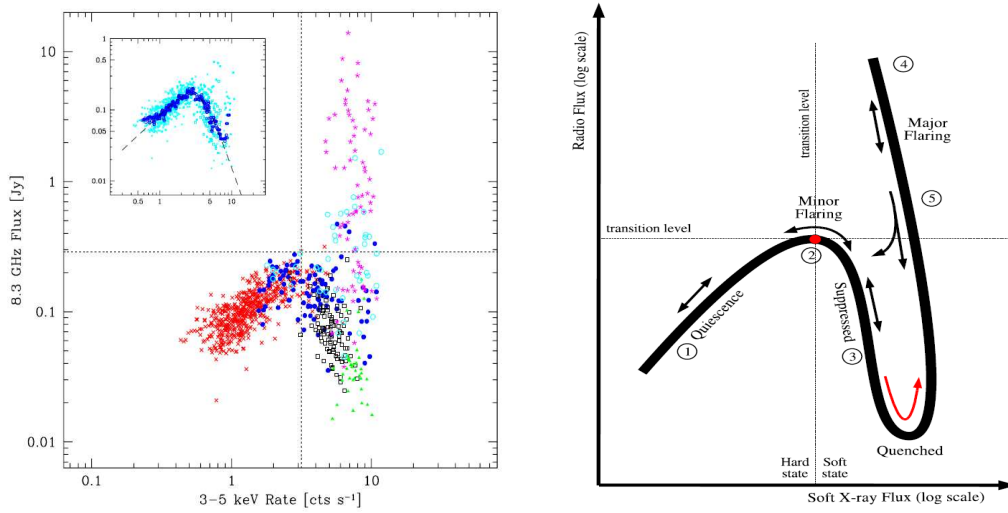 10
1
0.1
0.01
8.3 GHz Flux [Jy]
1
0.5
0.1
0.05
0.01
0.5
1
5
10
0.1
1
10
3−5 keV Rate [cts s⁻¹]
Radio Flux (log scale)
transition level
4
Major
Flaring
5
Minor
Flaring
transition level
2
Quiescence
1
Suppressed
3
Quenched
Hard
state
Soft
state
Soft X-ray Flux (log scale)